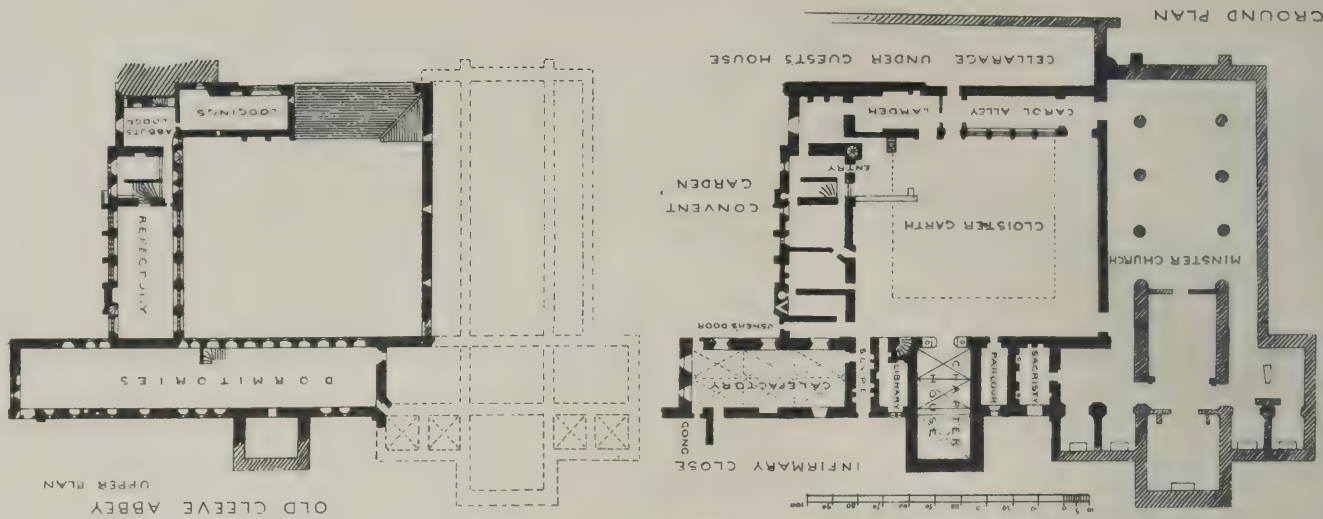 OLD CLEEVE ABBEY
UPPER PLAN
INFIRMARY CLOSE
GONG
CHAPTER
HOUSE
SACRISTY
PARLOUR
LIBRARY
SLYPE
CALEFACTORY
USHERS DOOR
DORMITORIES
MINSTER CHURCH
CLOISTER GARTH
CONVENT
GARDEN
REFECTORY
ENTRY
CAROL ALLEY
LARDER
LODGINGS
ABBOTS
LODGE
CELLARAGE UNDER GUESTS HOUSE
GROUND PLAN